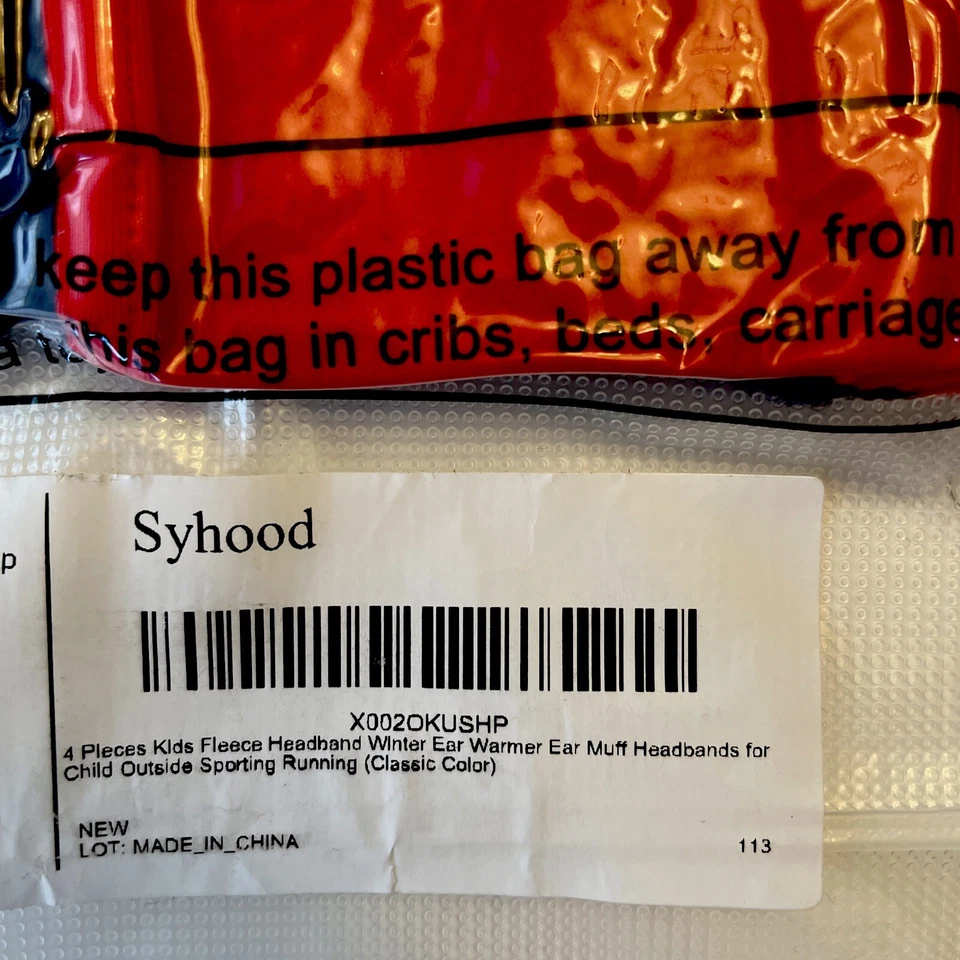 keep this plastic bag away from
this bag in cribs, beds, carriage
p
Syhood
X002OKUSHP
4 Pieces Kids Fleece Headband Winter Ear Warmer Ear Muff Headbands for
Child Outside Sporting Running (Classic Color)
NEW
LOT: MADE_IN_CHINA
113